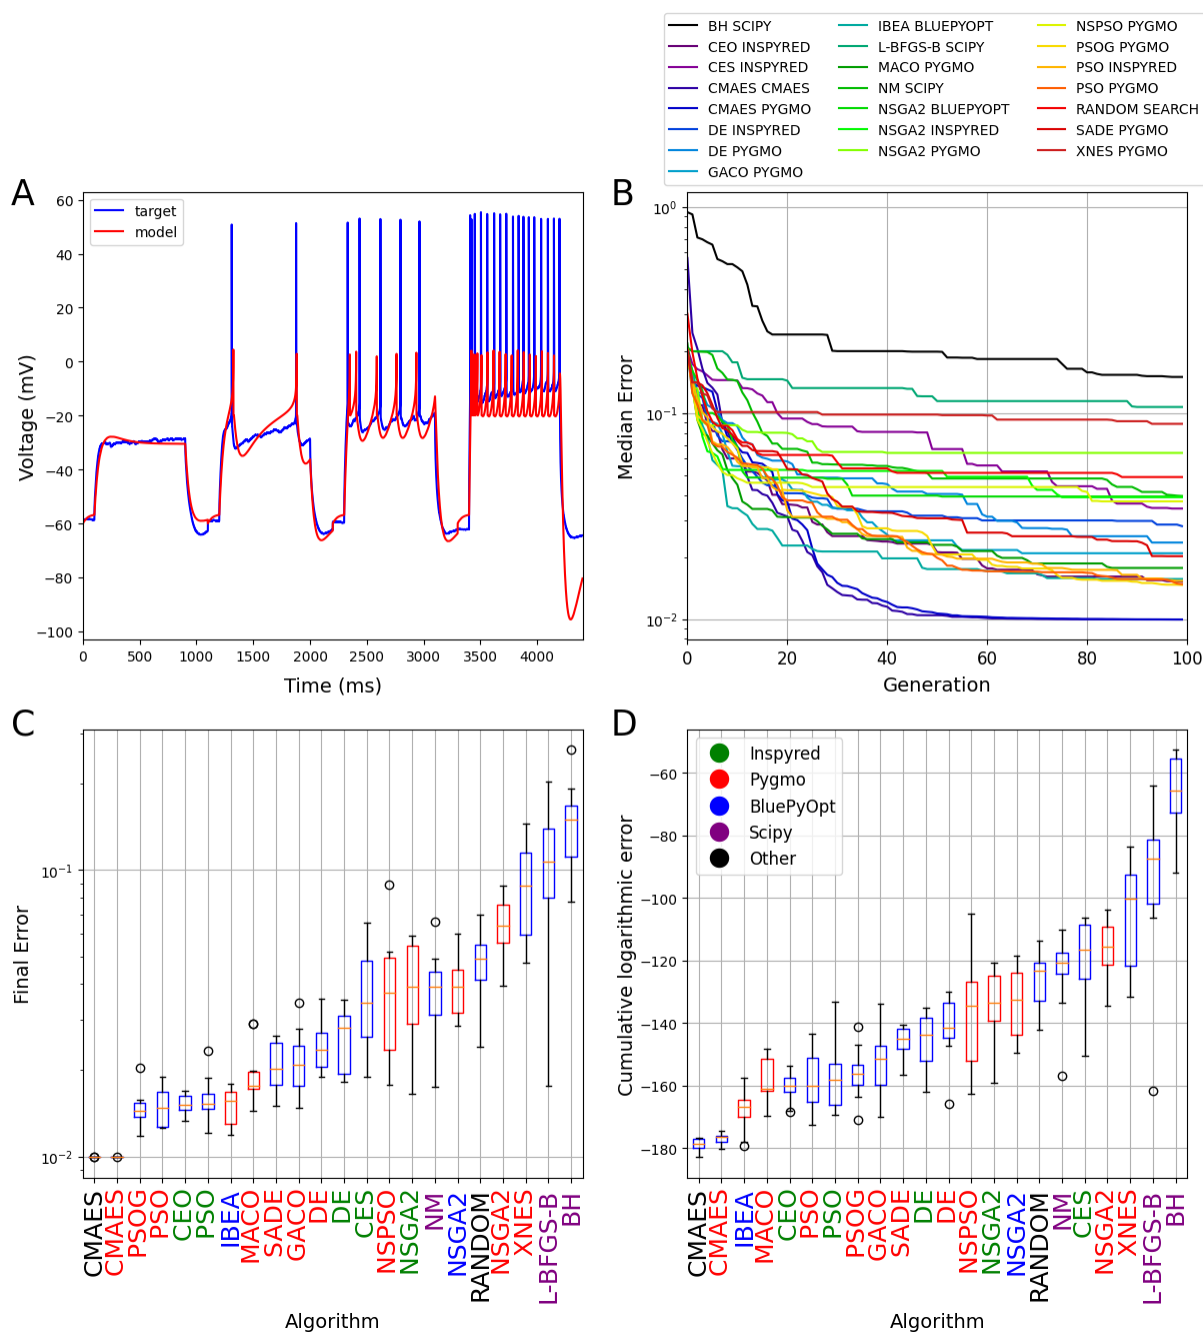 BH SCIPY
CEO INSPYRED
CES INSPYRED
CMAES CMAES
CMAES PYGMO
DE INSPYRED
DE PYGMO
GACO PYGMO
IBEA BLUEPYOPT
L-BFGS-B SCIPY
MACO PYGMO
NM SCIPY
NSGA2 BLUEPYOPT
NSGA2 INSPYRED
NSGA2 PYGMO
NSPSO PYGMO
PSOG PYGMO
PSO INSPYRED
PSO PYGMO
RANDOM SEARCH
SADE PYGMO
XNES PYGMO
A
target
model
Voltage (mV)
60
40
20
0
−20
−40
−60
−80
−100
0 500 1000 1500 2000 2500 3000 3500 4000
Time (ms)
B
Median Error
10⁰
10⁻¹
10⁻²
0 20 40 60 80 100
Generation
C
Final Error
10⁻¹
10⁻²
CMAES
CMAES
PSOG
PSO
CEO
PSO
IBEA
MACO
SADE
GACO
DE
DE
CES
NSPSO
NSGA2
NM
NSGA2
RANDOM
NSGA2
XNES
L-BFGS-B
BH
Algorithm
D
Inspyred
Pygmo
BluePyOpt
Scipy
Other
Cumulative logarithmic error
−60
−80
−100
−120
−140
−160
−180
CMAES
CMAES
IBEA
MACO
CEO
PSO
PSO
PSOG
GACO
SADE
DE
DE
NSPSO
NSGA2
NSGA2
RANDOM
NM
CES
NSGA2
XNES
L-BFGS-B
BH
Algorithm